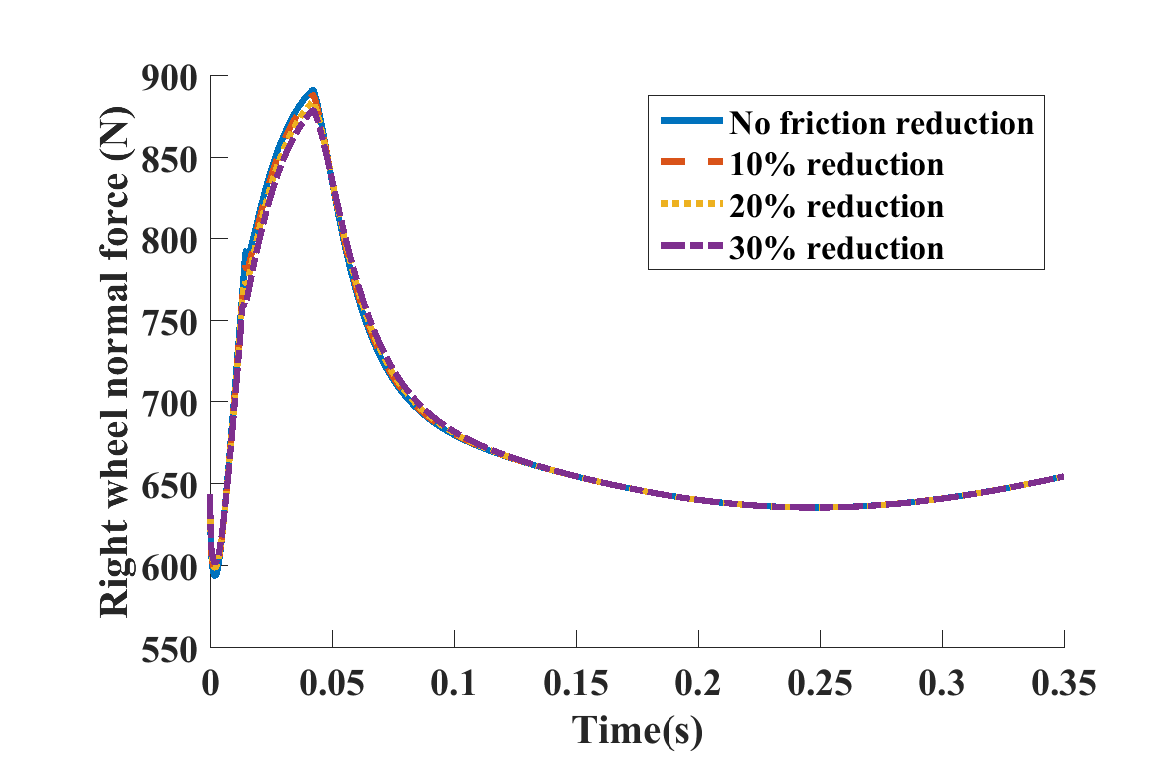 Right wheel normal force (N)
900
850
800
750
700
650
600
550
No friction reduction
10% reduction
20% reduction
30% reduction
0 0.05 0.1 0.15 0.2 0.25 0.3 0.35
Time(s)